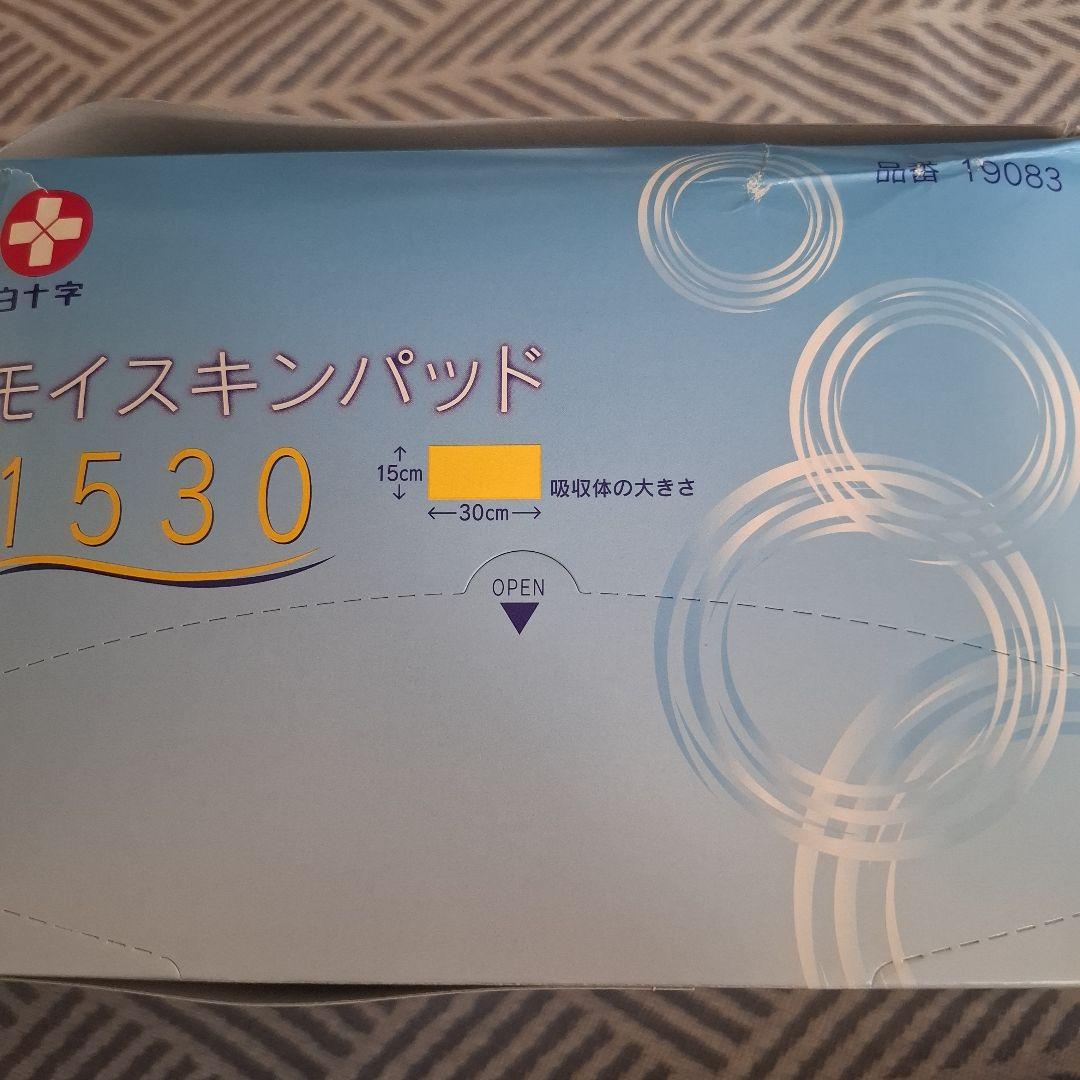 品番 19083
白十字
モイスキンパッド
1530
15cm
30cm
吸収体の大きさ
OPEN